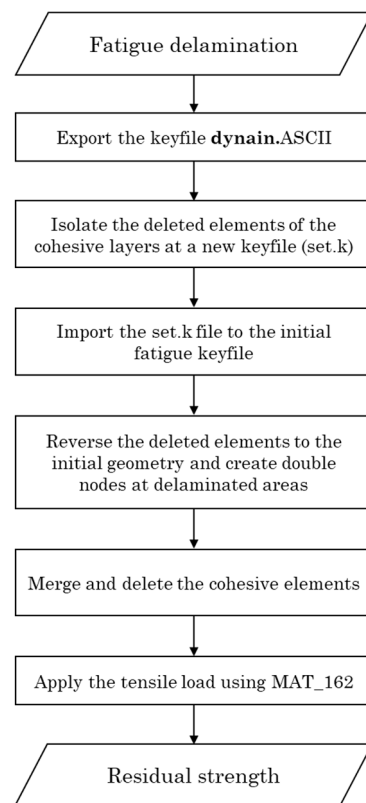 Fatigue delamination
Export the keyfile dynain.ASCII
Isolate the deleted elements of the
cohesive layers at a new keyfile (set.k)
Import the set.k file to the initial
fatigue keyfile
Reverse the deleted elements to the
initial geometry and create double
nodes at delaminated areas
Merge and delete the cohesive elements
Apply the tensile load using MAT_162
Residual strength